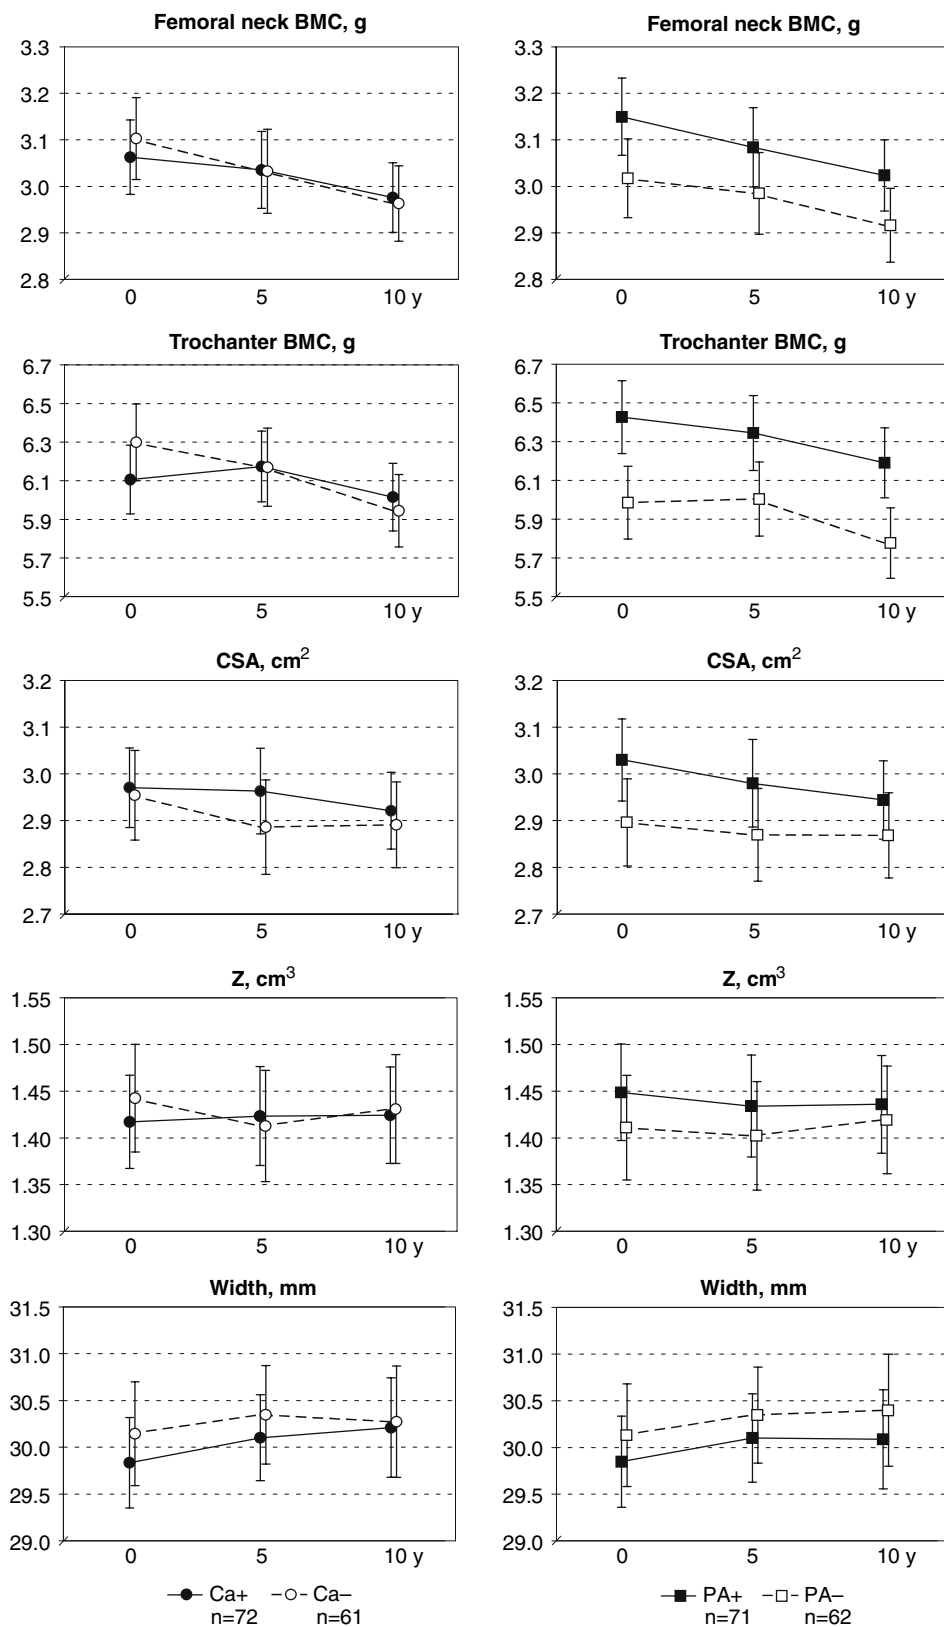 Femoral neck BMC, g
3.3
3.2
3.1
3.0
2.9
2.8
0 5 10 y
Femoral neck BMC, g
3.3
3.2
3.1
3.0
2.9
2.8
0 5 10 y
Trochanter BMC, g
6.7
6.5
6.3
6.1
5.9
5.7
5.5
0 5 10 y
Trochanter BMC, g
6.7
6.5
6.3
6.1
5.9
5.7
5.5
0 5 10 y
CSA, cm²
3.2
3.1
3.0
2.9
2.8
2.7
0 5 10 y
CSA, cm²
3.2
3.1
3.0
2.9
2.8
2.7
0 5 10 y
Z, cm³
1.55
1.50
1.45
1.40
1.35
1.30
0 5 10 y
Z, cm³
1.55
1.50
1.45
1.40
1.35
1.30
0 5 10 y
Width, mm
31.5
31.0
30.5
30.0
29.5
29.0
0 5 10 y
Width, mm
31.5
31.0
30.5
30.0
29.5
29.0
0 5 10 y
Ca+ Ca–
n=72 n=61
PA+ PA–
n=71 n=62